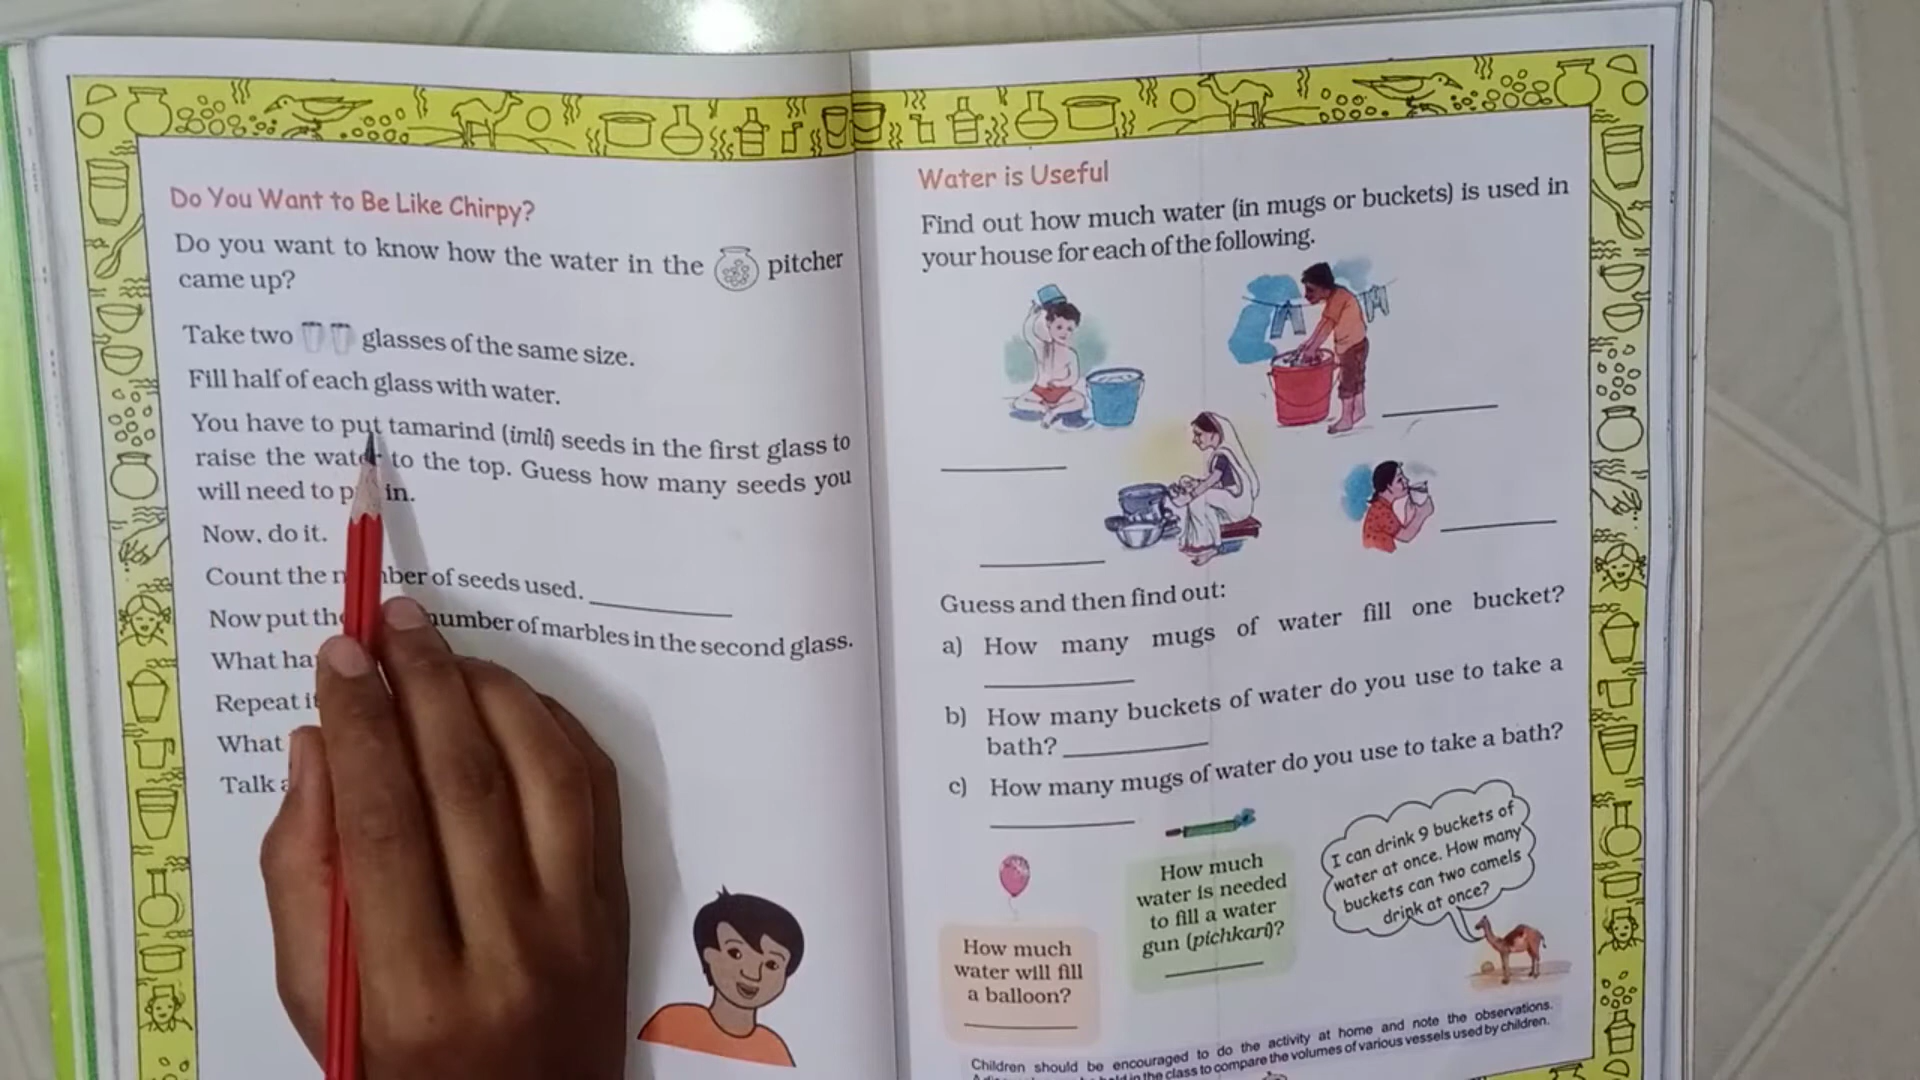 Do You Want to Be Like Chirpy?
Do you want to know how the water in the pitcher
came up?
Take two glasses of the same size.
Fill half of each glass with water.
You have to put tamarind (imli) seeds in the first glass to
raise the water to the top. Guess how many seeds you
will need to in.
Now, do it.
Count the of seeds used.
Now put number of marbles in the second glass.
What
Repeat
What
Talk
Water is Useful
Find out how much water (in mugs or buckets) is used in
your house for each of the following.
Guess and then find out:
a) How many mugs of water fill one bucket?
b) How many buckets of water do you use to take a
bath?
c) How many mugs of water do you use to take a bath?
How much
water will fill
a balloon?
How much
water is needed
to fill a water
gun (pichkari)?
I can drink 9 buckets of
water at once. How many
buckets can two camels
drink at once?
Children should be encouraged to do the activity at home and note the observations.
in the class to compare the volumes of various vessels used by children.